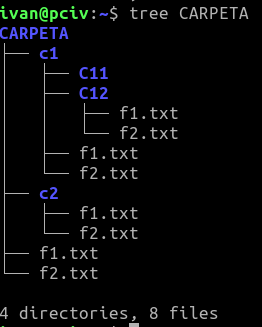 ivan@pciv:~$ tree CARPETA
CARPETA
├── c1
│   ├── C11
│   ├── C12
│   │   ├── f1.txt
│   │   └── f2.txt
│   ├── f1.txt
│   └── f2.txt
├── c2
│   ├── f1.txt
│   └── f2.txt
├── f1.txt
└── f2.txt

4 directories, 8 files